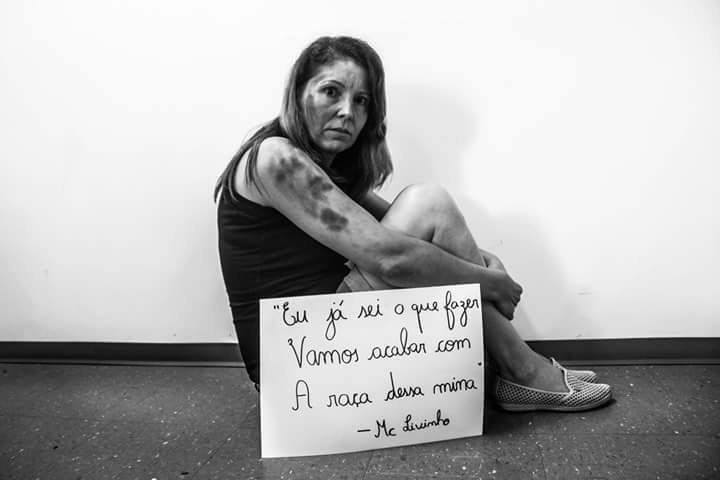 "Eu já sei o que fazer
Vamos acabar com
A raça dessa mina"
— Mc Livinho